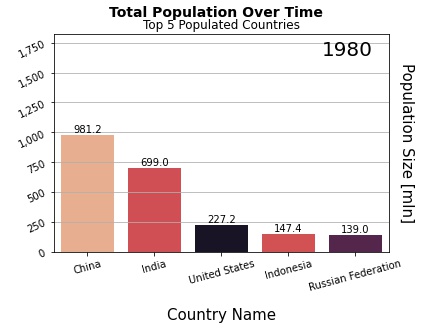 Total Population Over Time
Top 5 Populated Countries
1980
1,750
1,500
1,250
1,000
750
500
250
0
981.2
699.0
227.2
147.4
139.0
China
India
United States
Indonesia
Russian Federation
Country Name
Population Size [mln]